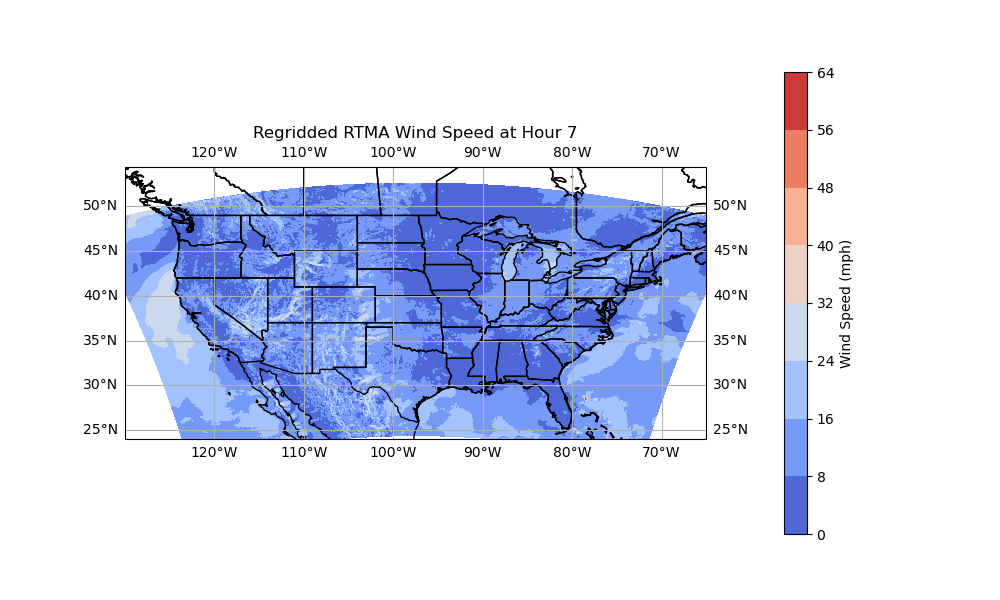 Regridded RTMA Wind Speed at Hour 7
120°W 110°W 100°W 90°W 80°W 70°W
50°N 50°N
45°N 45°N
40°N 40°N
35°N 35°N
30°N 30°N
25°N 25°N
120°W 110°W 100°W 90°W 80°W 70°W
64
56
48
40
32
24
16
8
0
Wind Speed (mph)